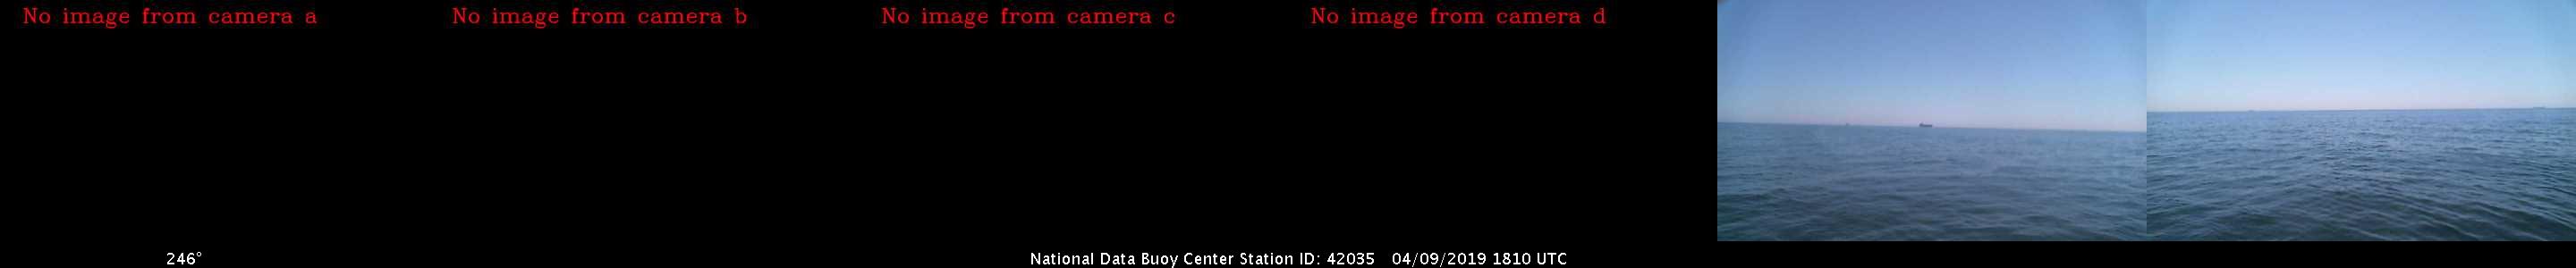 No image from camera a
No image from camera b
No image from camera c
No image from camera d
246°
National Data Buoy Center Station ID: 42035 04/09/2019 1810 UTC